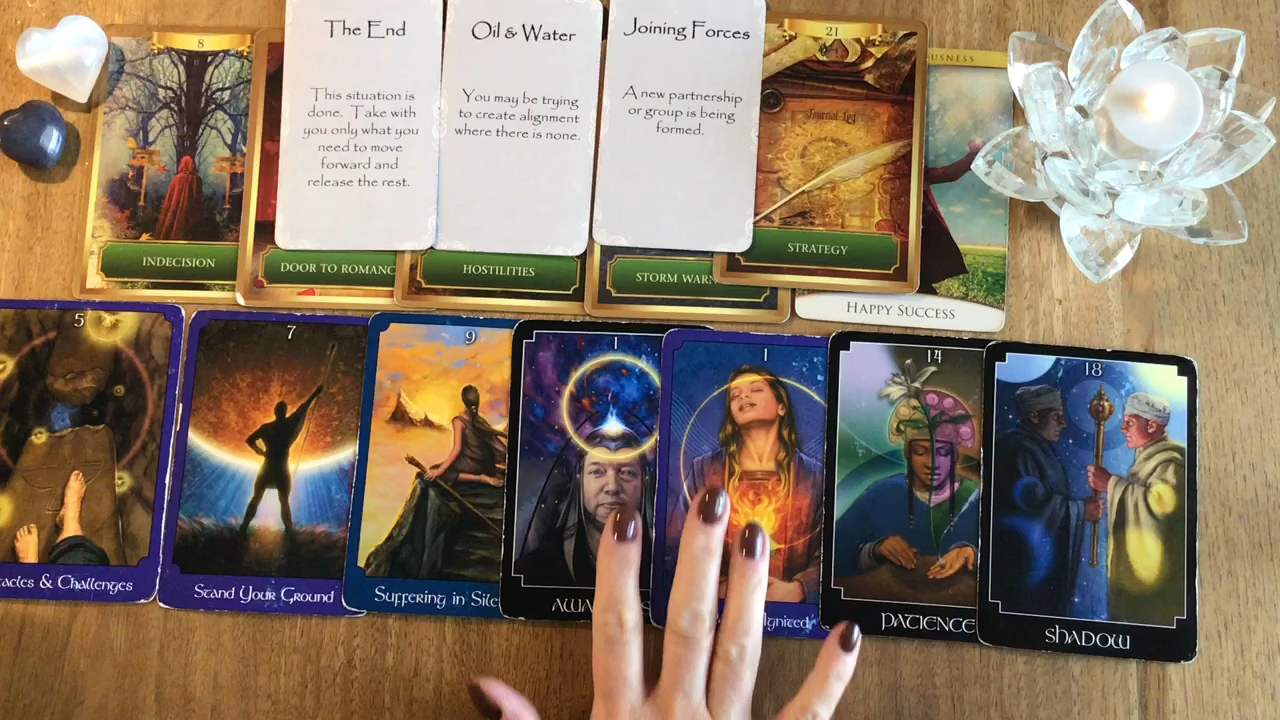 8
INDECISION
DOOR TO ROMANC
The End
This situation is
done. Take with
you only what you
need to move
forward and
release the rest.
Oil & Water
You may be trying
to create alignment
where there is none.
HOSTILITIES
Joining Forces
A new partnership
or group is being
formed.
STORM WARN
21
Journal-Log
STRATEGY
USNESS
HAPPY SUCCESS
5
tacles & Challenges
7
Stand Your Ground
9
Suffering in Sile
1
AWA
1
Ignited
14
PATIENCE
18
SHADOW